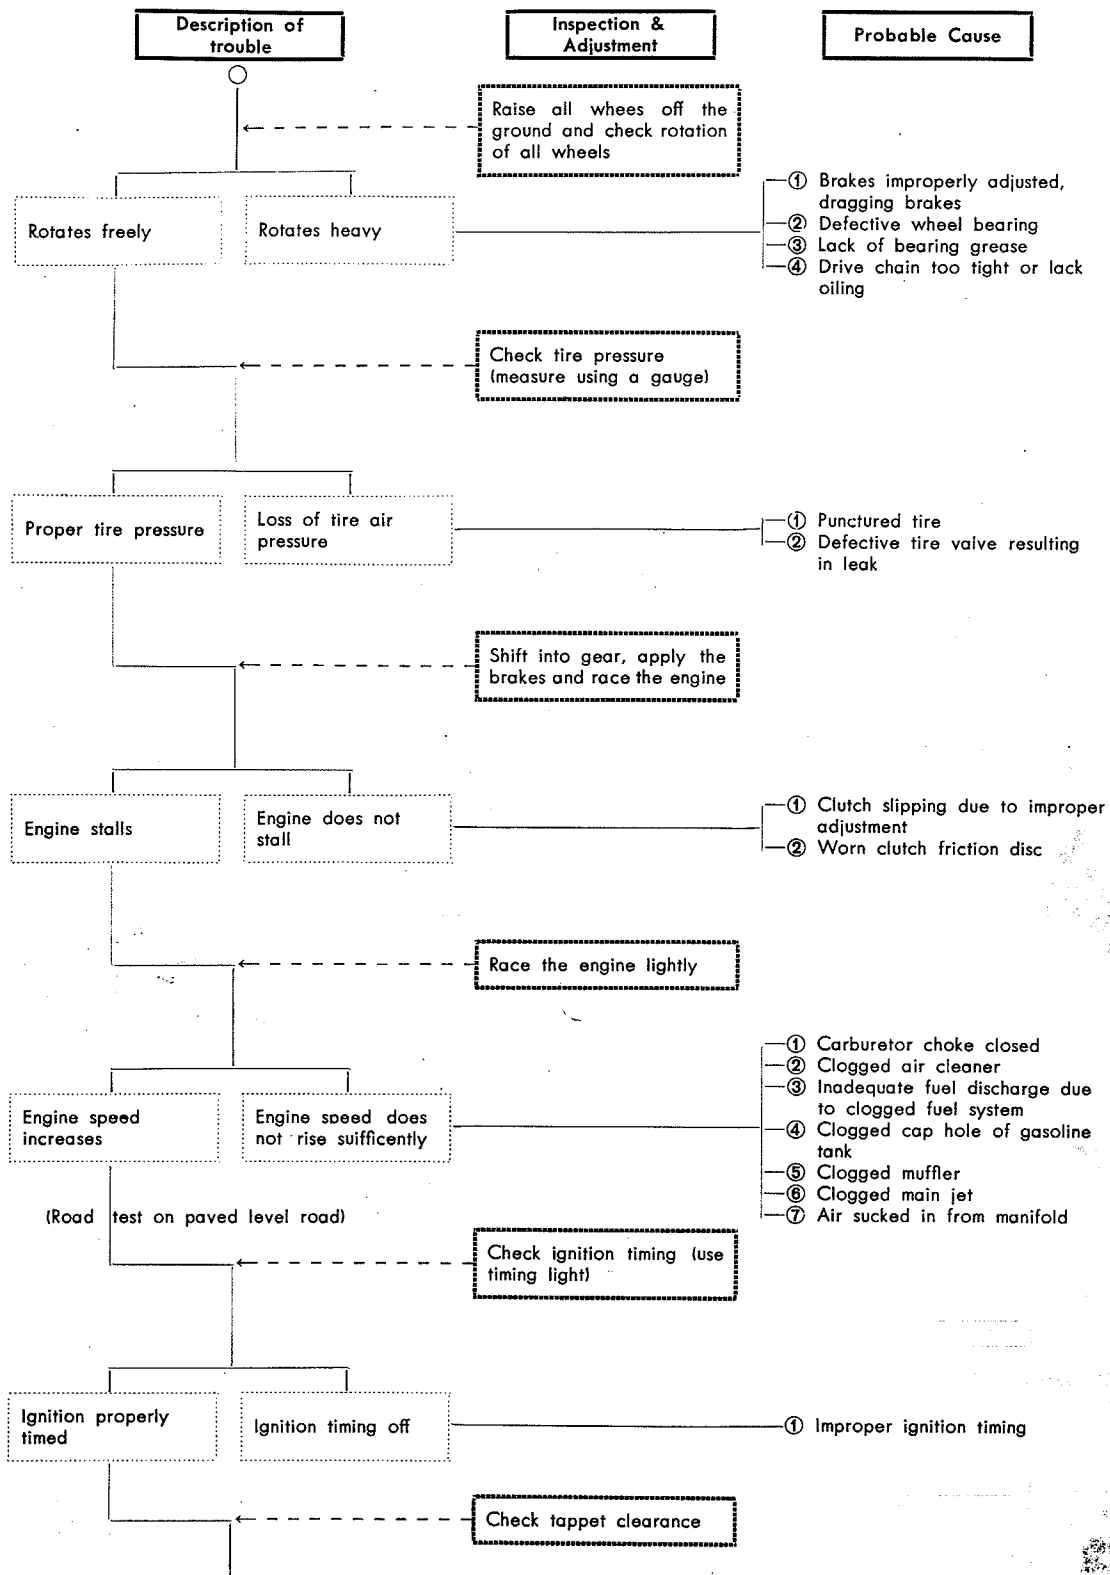 Description of
trouble
Inspection &
Adjustment
Probable Cause
Raise all whees off the
ground and check rotation
of all wheels
Rotates freely
Rotates heavy
① Brakes improperly adjusted,
dragging brakes
② Defective wheel bearing
③ Lack of bearing grease
④ Drive chain too tight or lack
oiling
Check tire pressure
(measure using a gauge)
Proper tire pressure
Loss of tire air
pressure
① Punctured tire
② Defective tire valve resulting
in leak
Shift into gear, apply the
brakes and race the engine
Engine stalls
Engine does not
stall
① Clutch slipping due to improper
adjustment
② Worn clutch friction disc
Race the engine lightly
Engine speed
increases
Engine speed does
not rise suifficently
① Carburetor choke closed
② Clogged air cleaner
③ Inadequate fuel discharge due
to clogged fuel system
④ Clogged cap hole of gasoline
tank
⑤ Clogged muffler
⑥ Clogged main jet
⑦ Air sucked in from manifold
(Road test on paved level road)
Check ignition timing (use
timing light)
Ignition properly
timed
Ignition timing off
① Improper ignition timing
Check tappet clearance